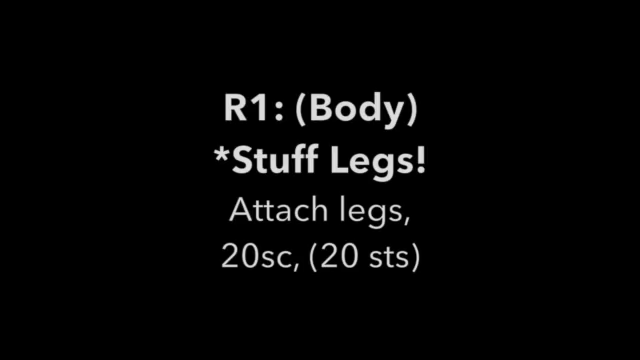 R1: (Body)
*Stuff Legs!
Attach legs,
20sc, (20 sts)